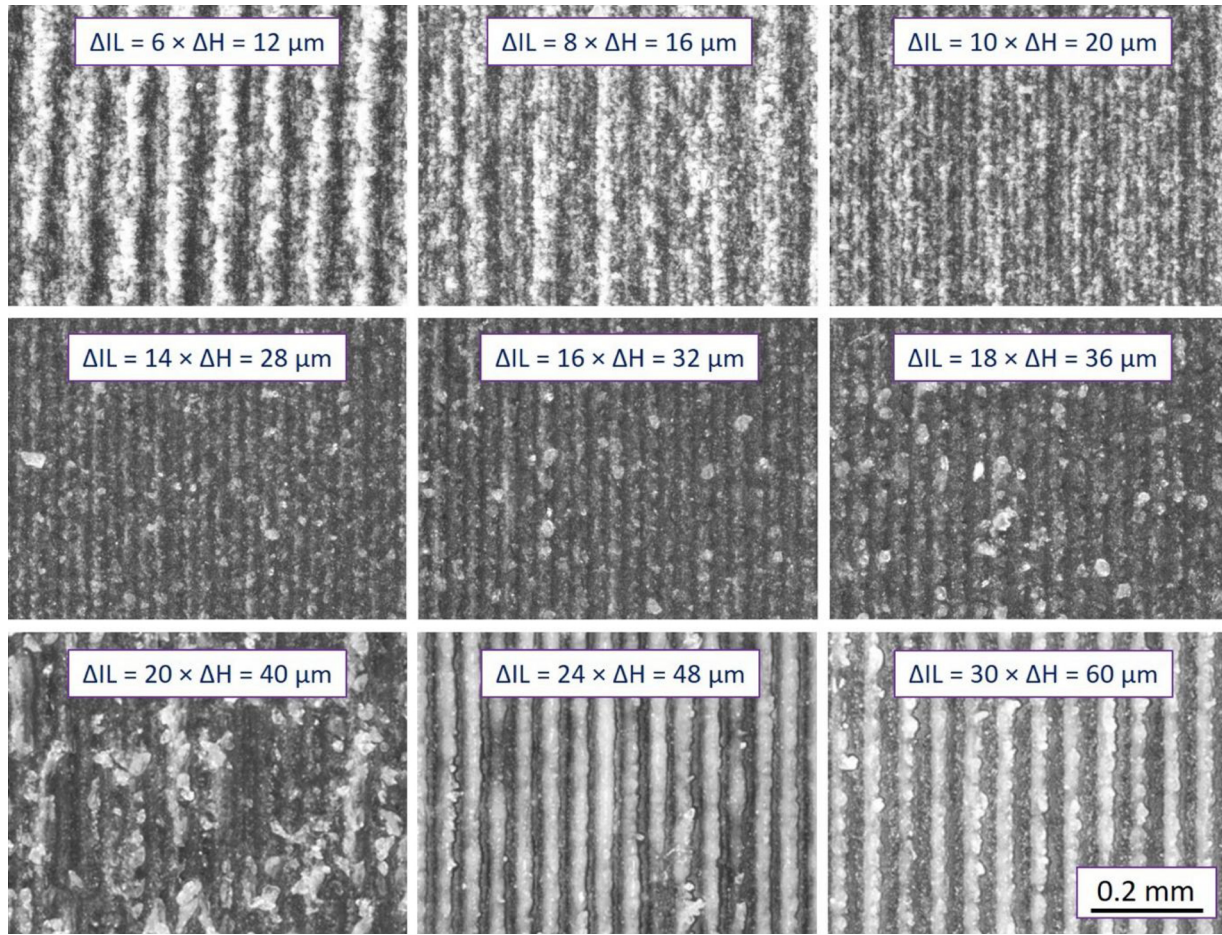 ΔIL = 6 × ΔH = 12 μm
ΔIL = 8 × ΔH = 16 μm
ΔIL = 10 × ΔH = 20 μm
ΔIL = 14 × ΔH = 28 μm
ΔIL = 16 × ΔH = 32 μm
ΔIL = 18 × ΔH = 36 μm
ΔIL = 20 × ΔH = 40 μm
ΔIL = 24 × ΔH = 48 μm
ΔIL = 30 × ΔH = 60 μm
0.2 mm